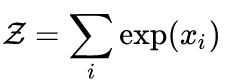 𝒵 = ∑_i exp(x_i)